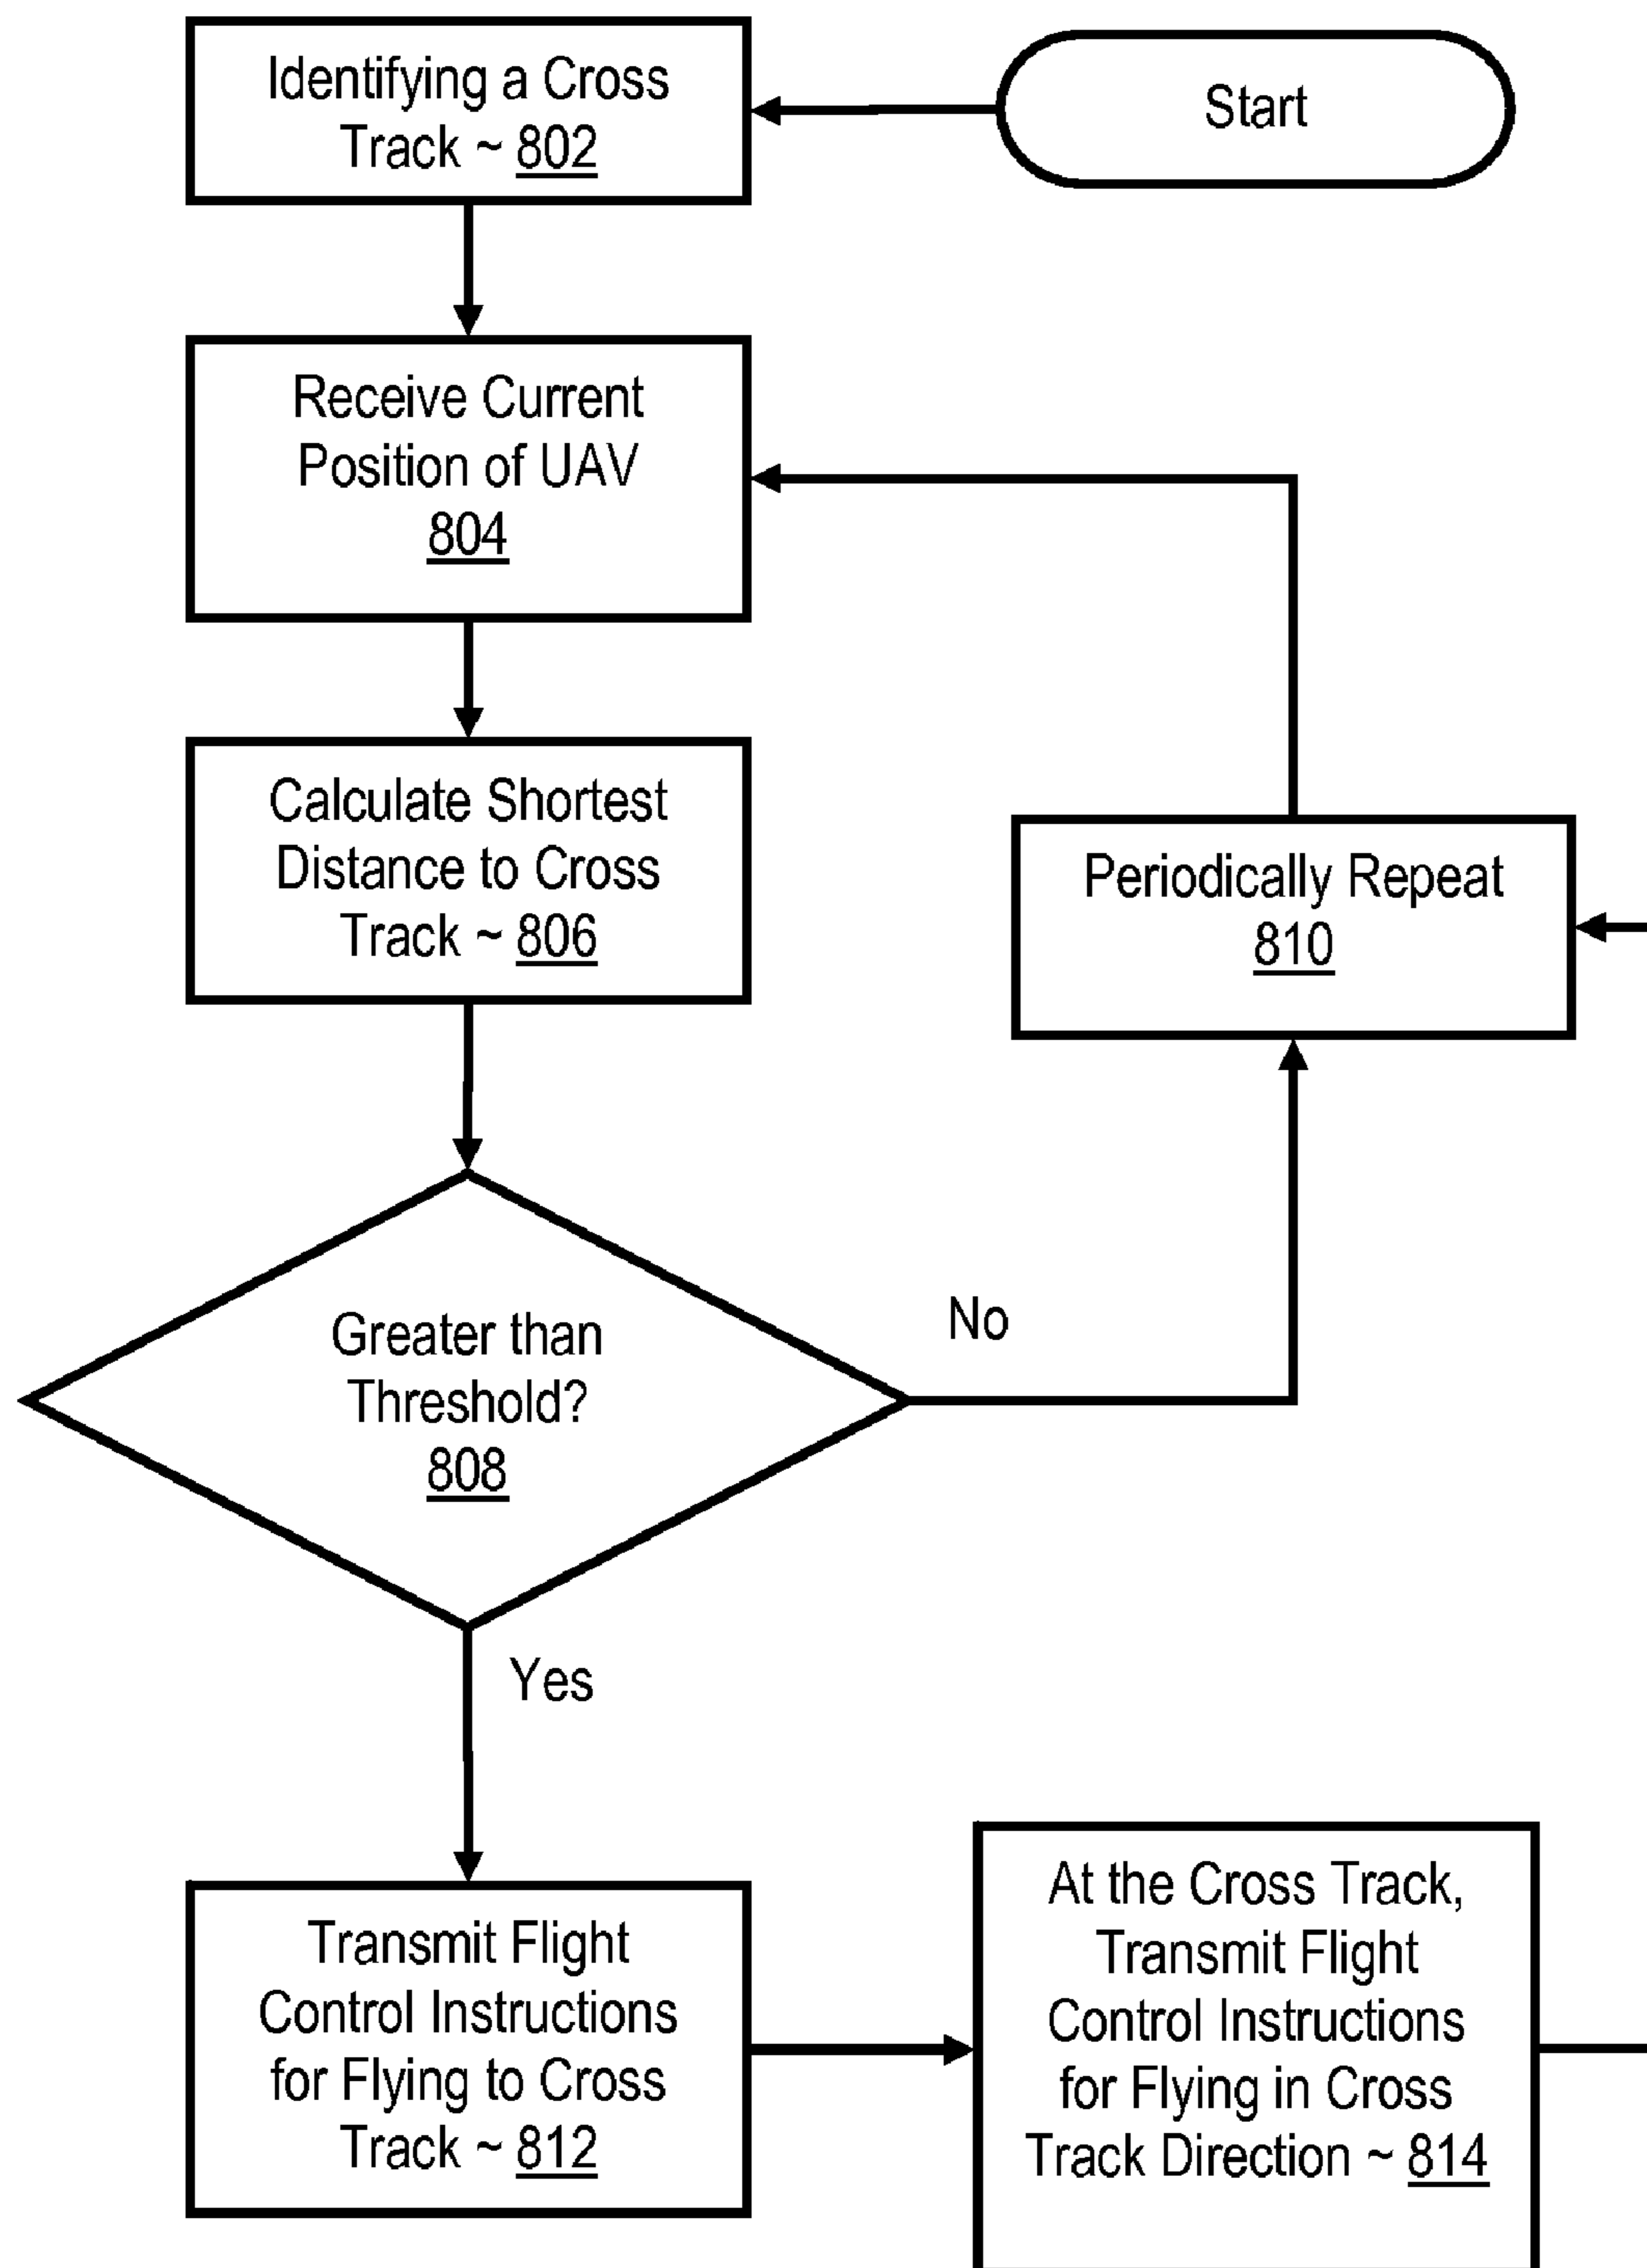 Start
Identifying a Cross
Track ~ 802
Receive Current
Position of UAV
804
Calculate Shortest
Distance to Cross
Track ~ 806
Periodically Repeat
810
Greater than
Threshold?
808
No
Yes
Transmit Flight
Control Instructions
for Flying to Cross
Track ~ 812
At the Cross Track,
Transmit Flight
Control Instructions
for Flying in Cross
Track Direction ~ 814